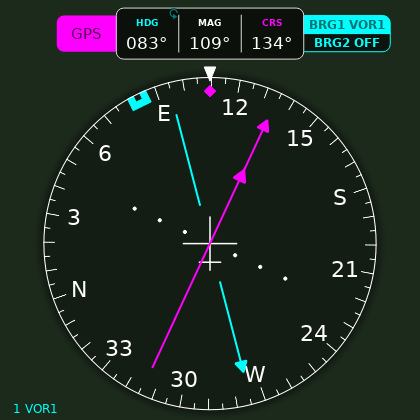 GPS
HDG MAG CRS
083° 109° 134°
BRG1 VOR1
BRG2 OFF
E 12 15 S 21 24 W 30 33 N 3 6
1 VOR1